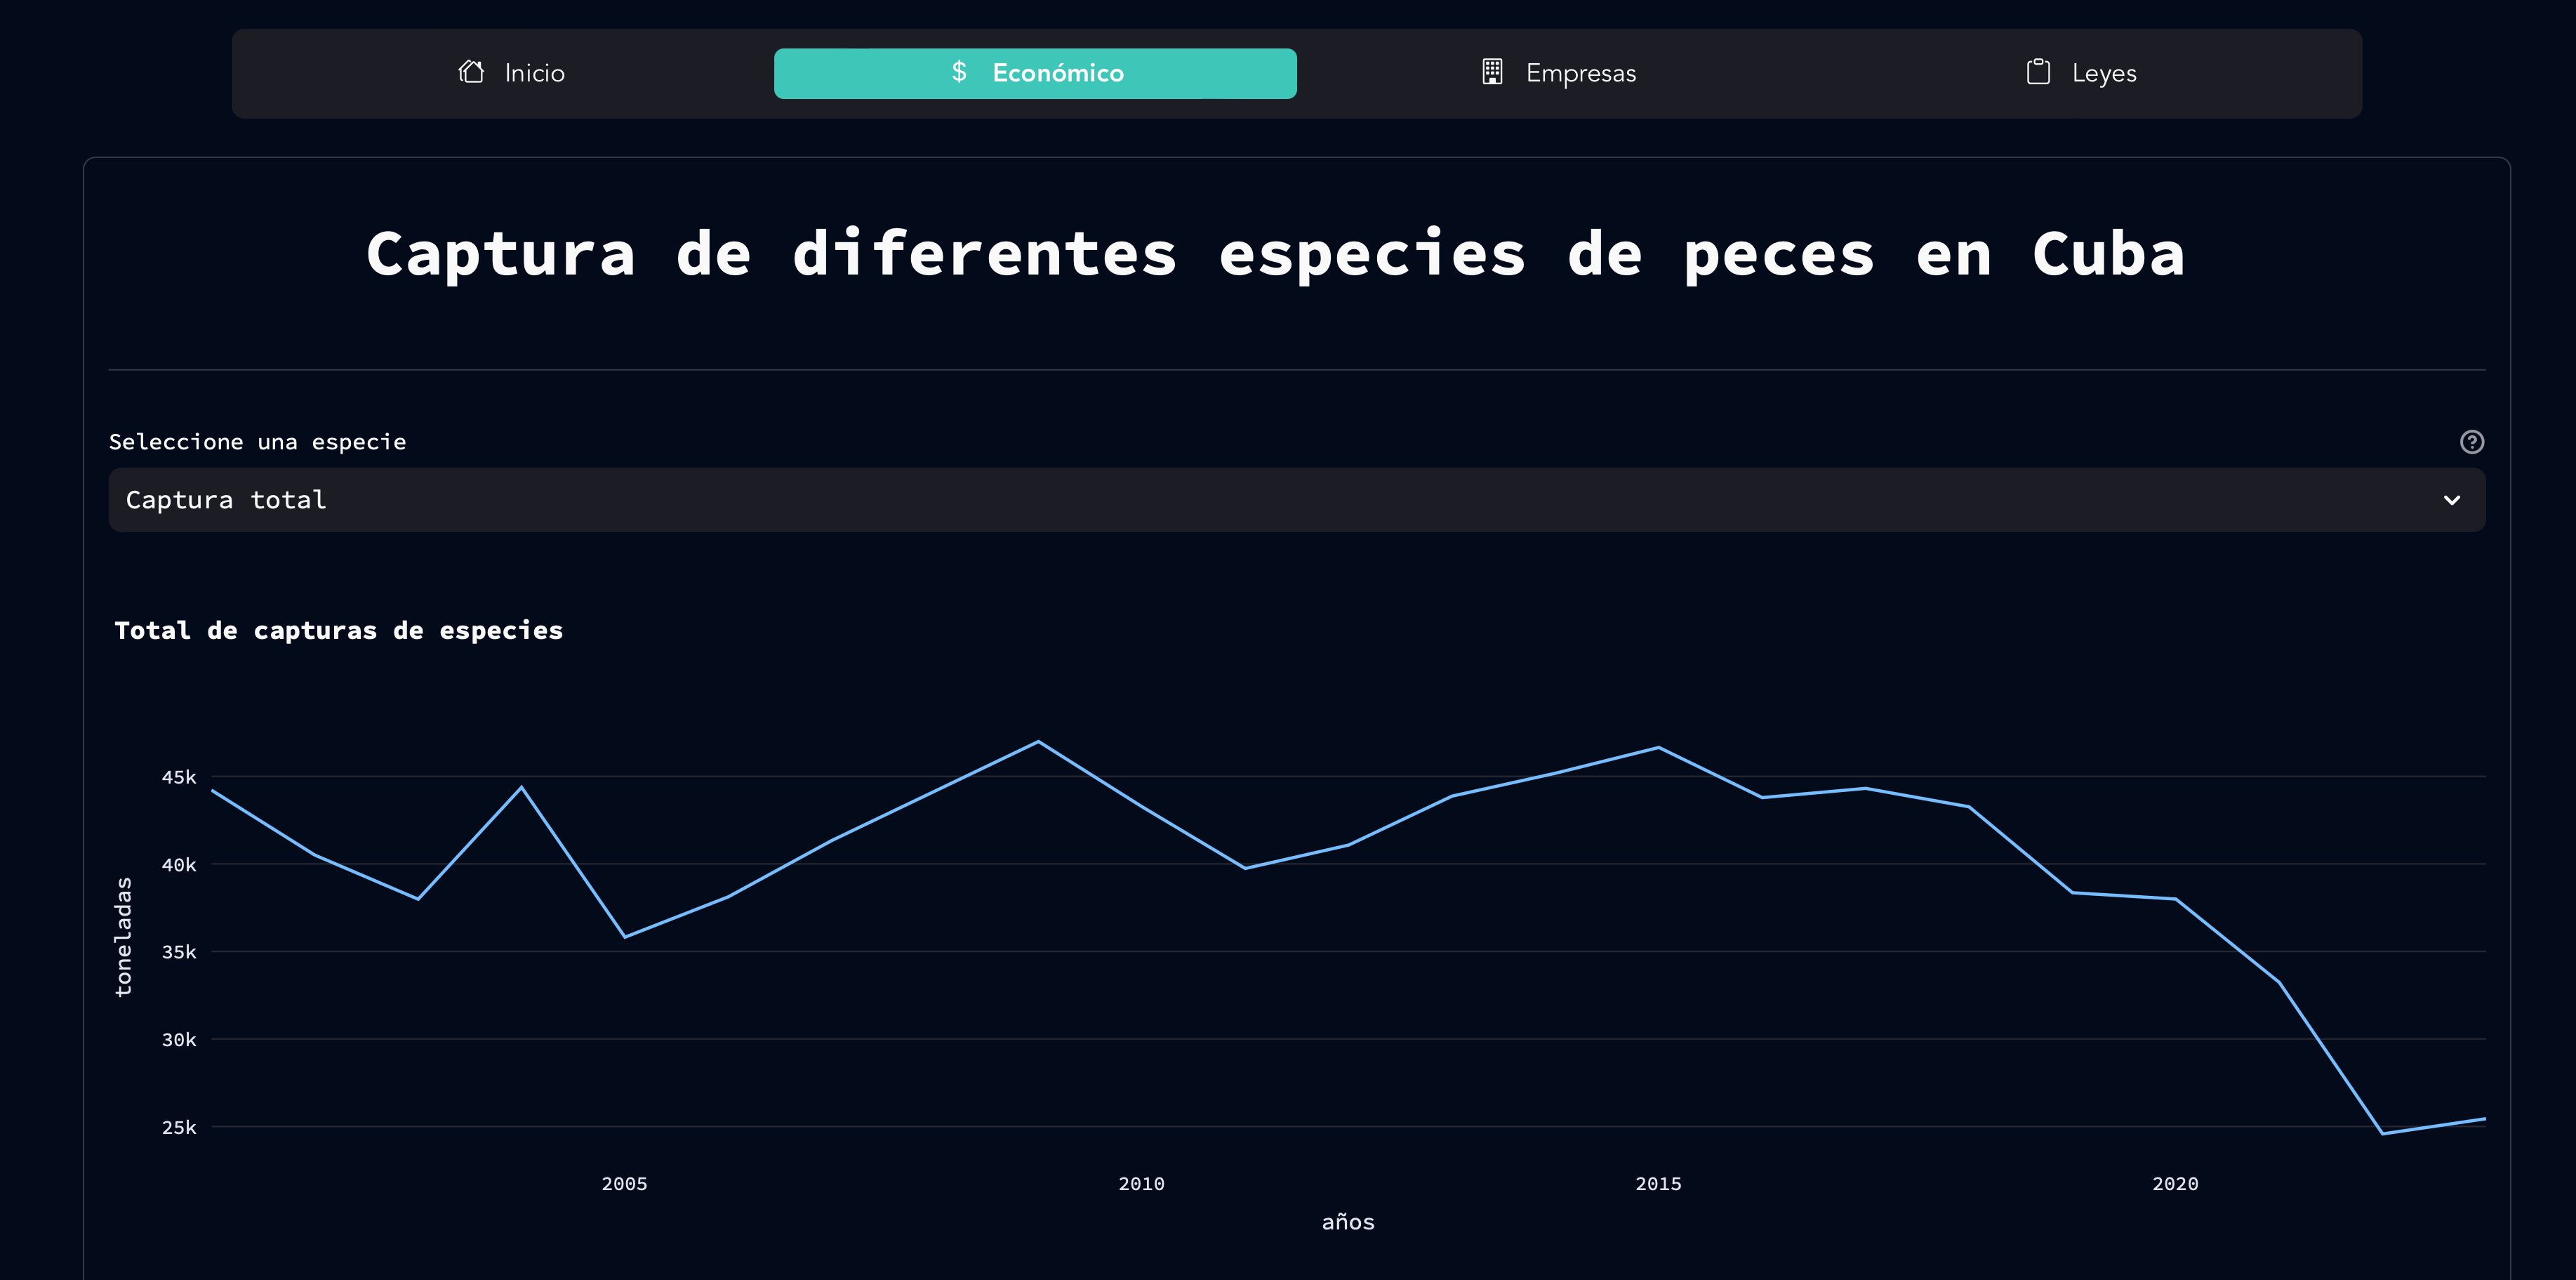 Inicio
$ Económico
Empresas
Leyes
Captura de diferentes especies de peces en Cuba
Seleccione una especie
Captura total
Total de capturas de especies
45k
40k
35k
30k
25k
toneladas
2005 2010 2015 2020
años